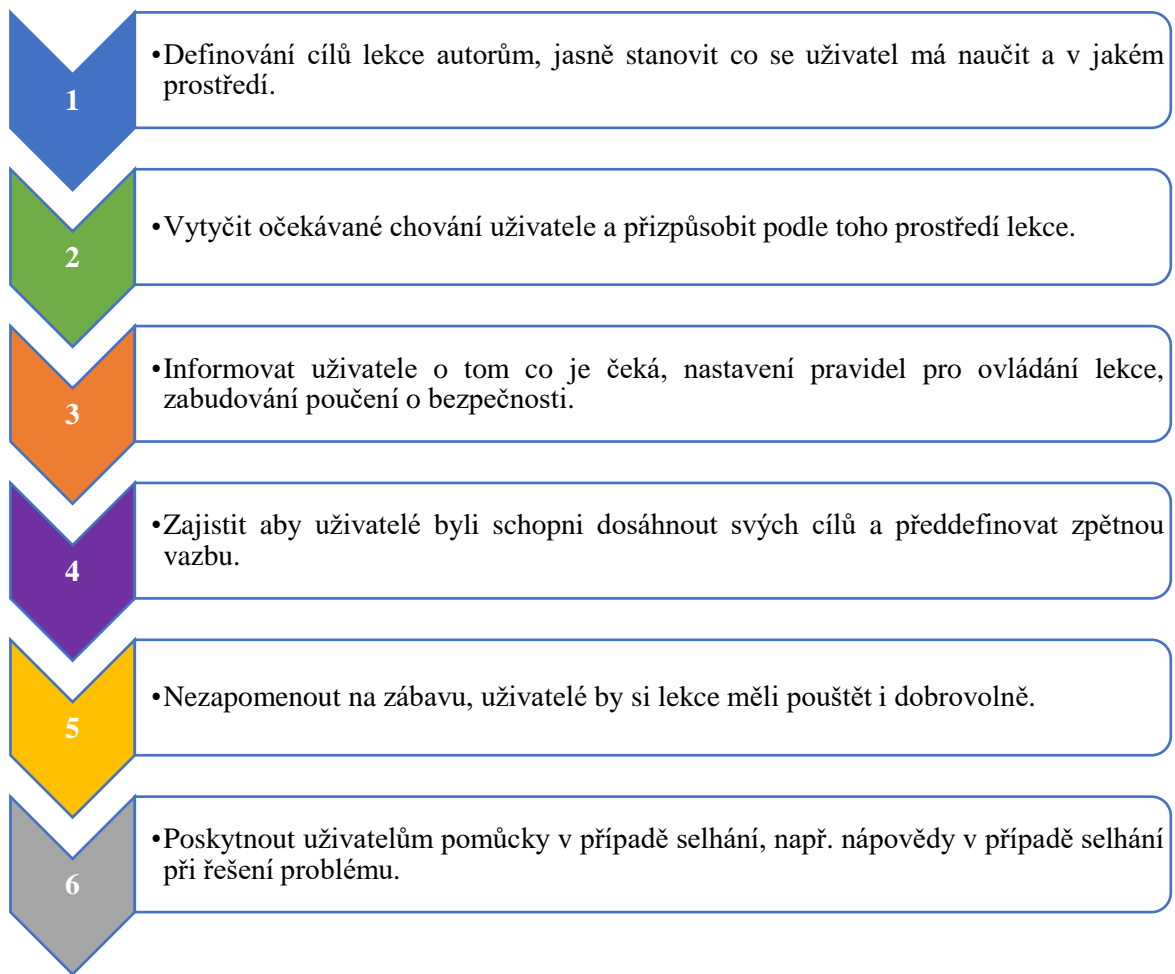 1
•Definování cílů lekce autorům, jasně stanovit co se uživatel má naučit a v jakém
prostředí.
2
•Vytyčit očekávané chování uživatele a přizpůsobit podle toho prostředí lekce.
3
•Informovat uživatele o tom co je čeká, nastavení pravidel pro ovládání lekce,
zabudování poučení o bezpečnosti.
4
•Zajistit aby uživatelé byli schopni dosáhnout svých cílů a předdefinovat zpětnou
vazbu.
5
•Nezapomenout na zábavu, uživatelé by si lekce měli pouštět i dobrovolně.
6
•Poskytnout uživatelům pomůcky v případě selhání, např. nápovědy v případě selhání
při řešení problému.